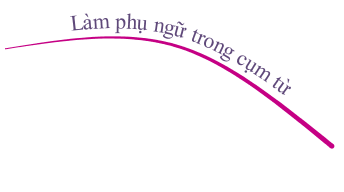 Làm phụ ngữ trong cụm từ